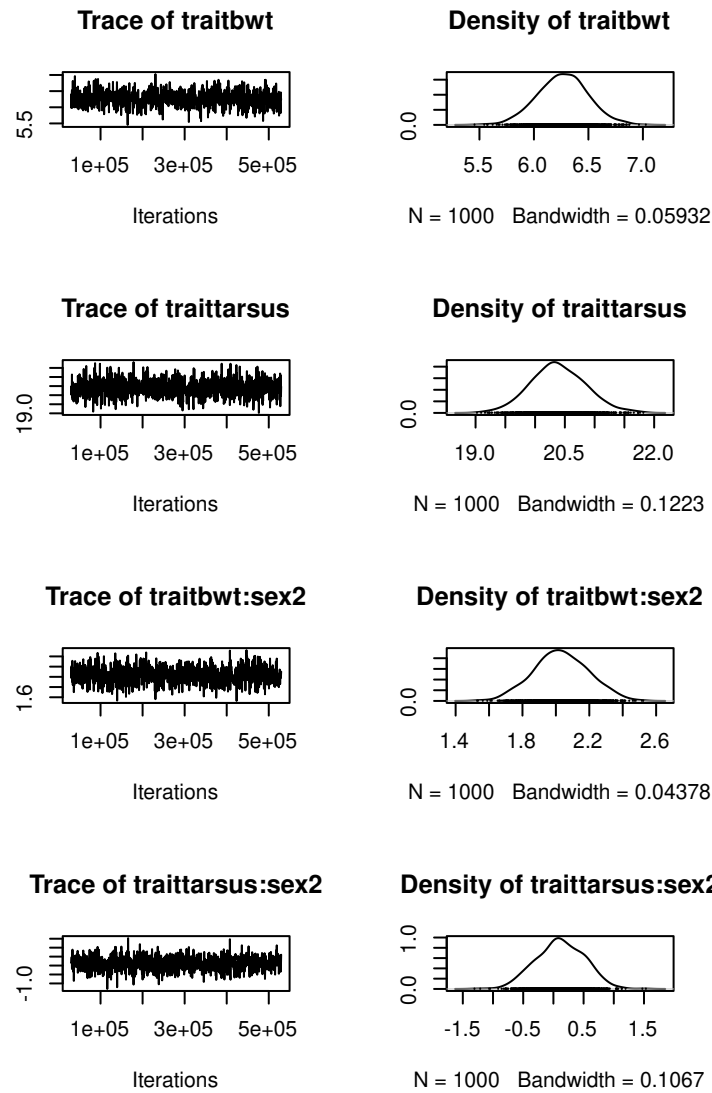 Trace of traitbwt
5.5
1e+05 3e+05 5e+05
Iterations
Density of traitbwt
0.0
5.5 6.0 6.5 7.0
N = 1000 Bandwidth = 0.05932
Trace of traittarsus
19.0
1e+05 3e+05 5e+05
Iterations
Density of traittarsus
0.0
19.0 20.5 22.0
N = 1000 Bandwidth = 0.1223
Trace of traitbwt:sex2
1.6
1e+05 3e+05 5e+05
Iterations
Density of traitbwt:sex2
0.0
1.4 1.8 2.2 2.6
N = 1000 Bandwidth = 0.04378
Trace of traittarsus:sex2
-1.0
1e+05 3e+05 5e+05
Iterations
Density of traittarsus:sex2
0.0 1.0
-1.5 -0.5 0.5 1.5
N = 1000 Bandwidth = 0.1067